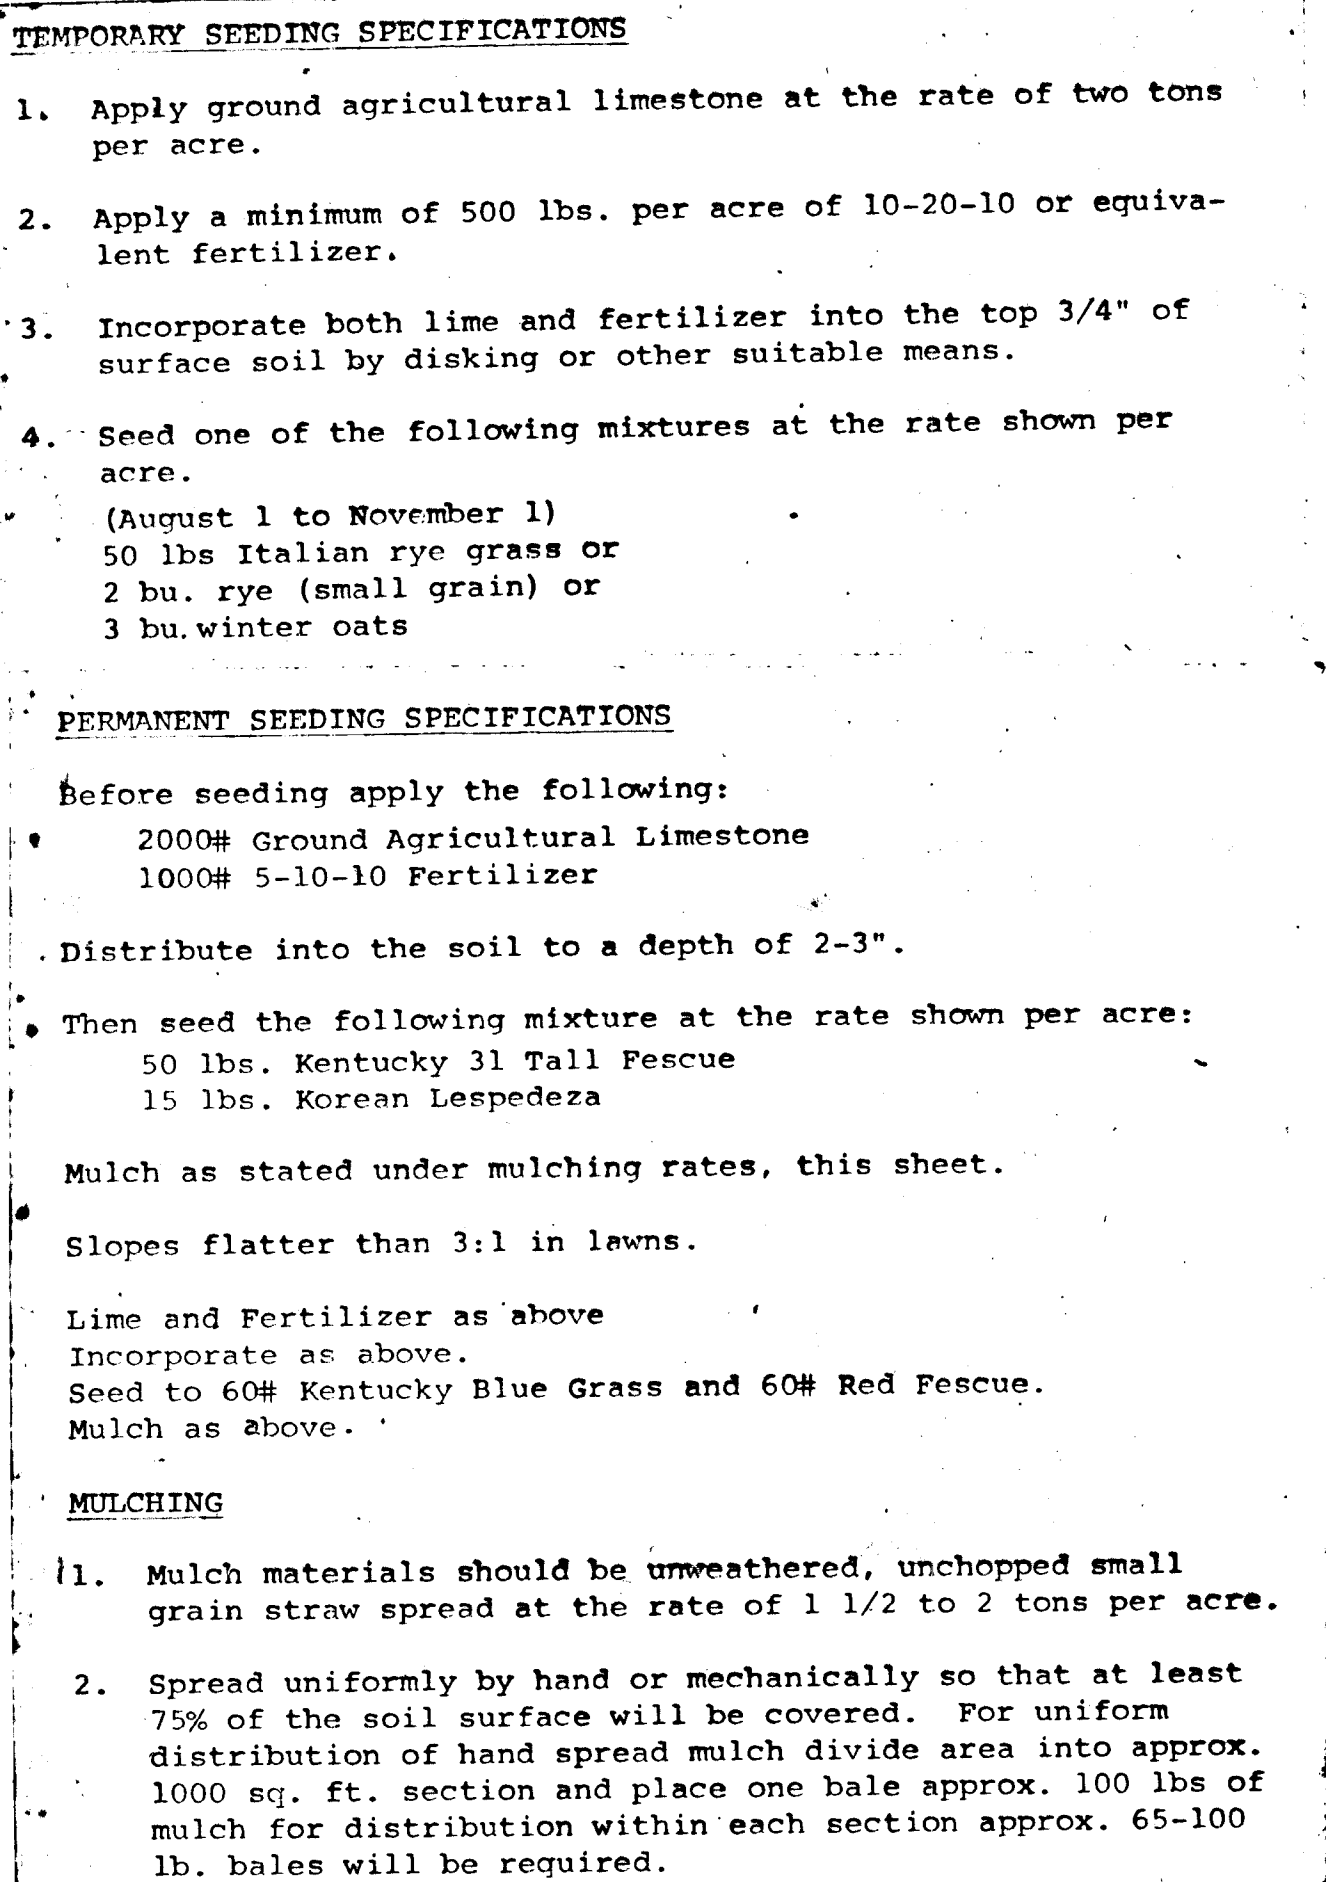 TEMPORARY SEEDING SPECIFICATIONS
1. Apply ground agricultural limestone at the rate of two tons
per acre.
2. Apply a minimum of 500 lbs. per acre of 10-20-10 or equiva-
lent fertilizer.
3. Incorporate both lime and fertilizer into the top 3/4" of
surface soil by disking or other suitable means.
4. Seed one of the following mixtures at the rate shown per
acre.
(August 1 to November 1)
50 lbs Italian rye grass or
2 bu. rye (small grain) or
3 bu. winter oats
PERMANENT SEEDING SPECIFICATIONS
Before seeding apply the following:
2000# Ground Agricultural Limestone
1000# 5-10-10 Fertilizer
Distribute into the soil to a depth of 2-3".
Then seed the following mixture at the rate shown per acre:
50 lbs. Kentucky 31 Tall Fescue
15 lbs. Korean Lespedeza
Mulch as stated under mulching rates, this sheet.
Slopes flatter than 3:1 in lawns.
Lime and Fertilizer as above
Incorporate as above.
Seed to 60# Kentucky Blue Grass and 60# Red Fescue.
Mulch as above.
MULCHING
1. Mulch materials should be unweathered, unchopped small
grain straw spread at the rate of 1 1/2 to 2 tons per acre.
2. Spread uniformly by hand or mechanically so that at least
75% of the soil surface will be covered. For uniform
distribution of hand spread mulch divide area into approx.
1000 sq. ft. section and place one bale approx. 100 lbs of
mulch for distribution within each section approx. 65-100
lb. bales will be required.